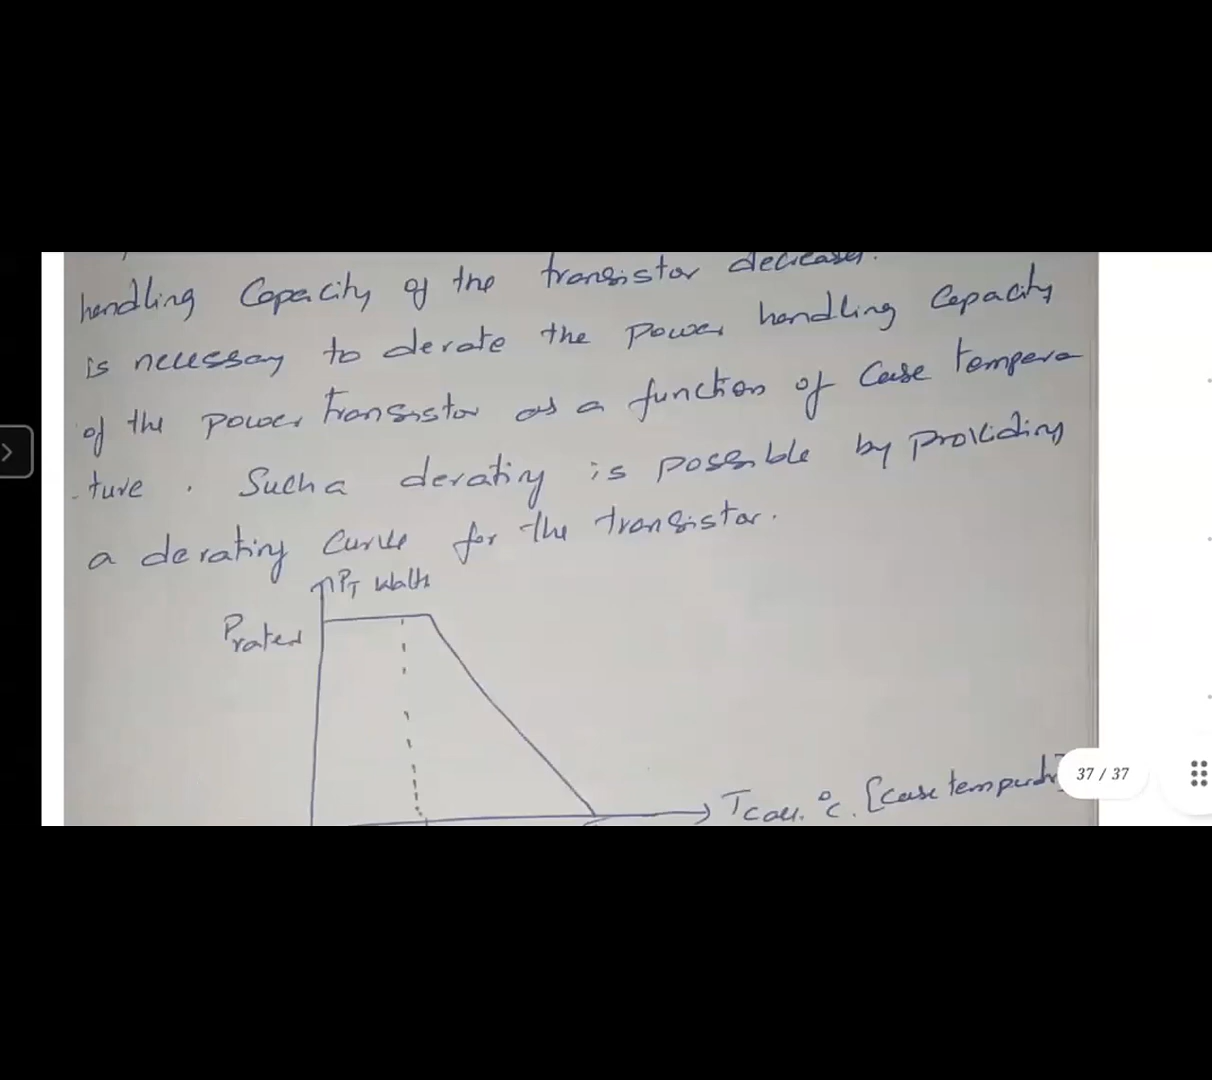 handling Capacity of the transistor decreases.
is necessary to derate the power handling Capacity
of the power transistor as a function of Case tempera
- ture . Such a derating is possible by providing
a derating curve for the transistor.
PT Watts
Prated
37 / 37
Tcase °C. [case temperatur]